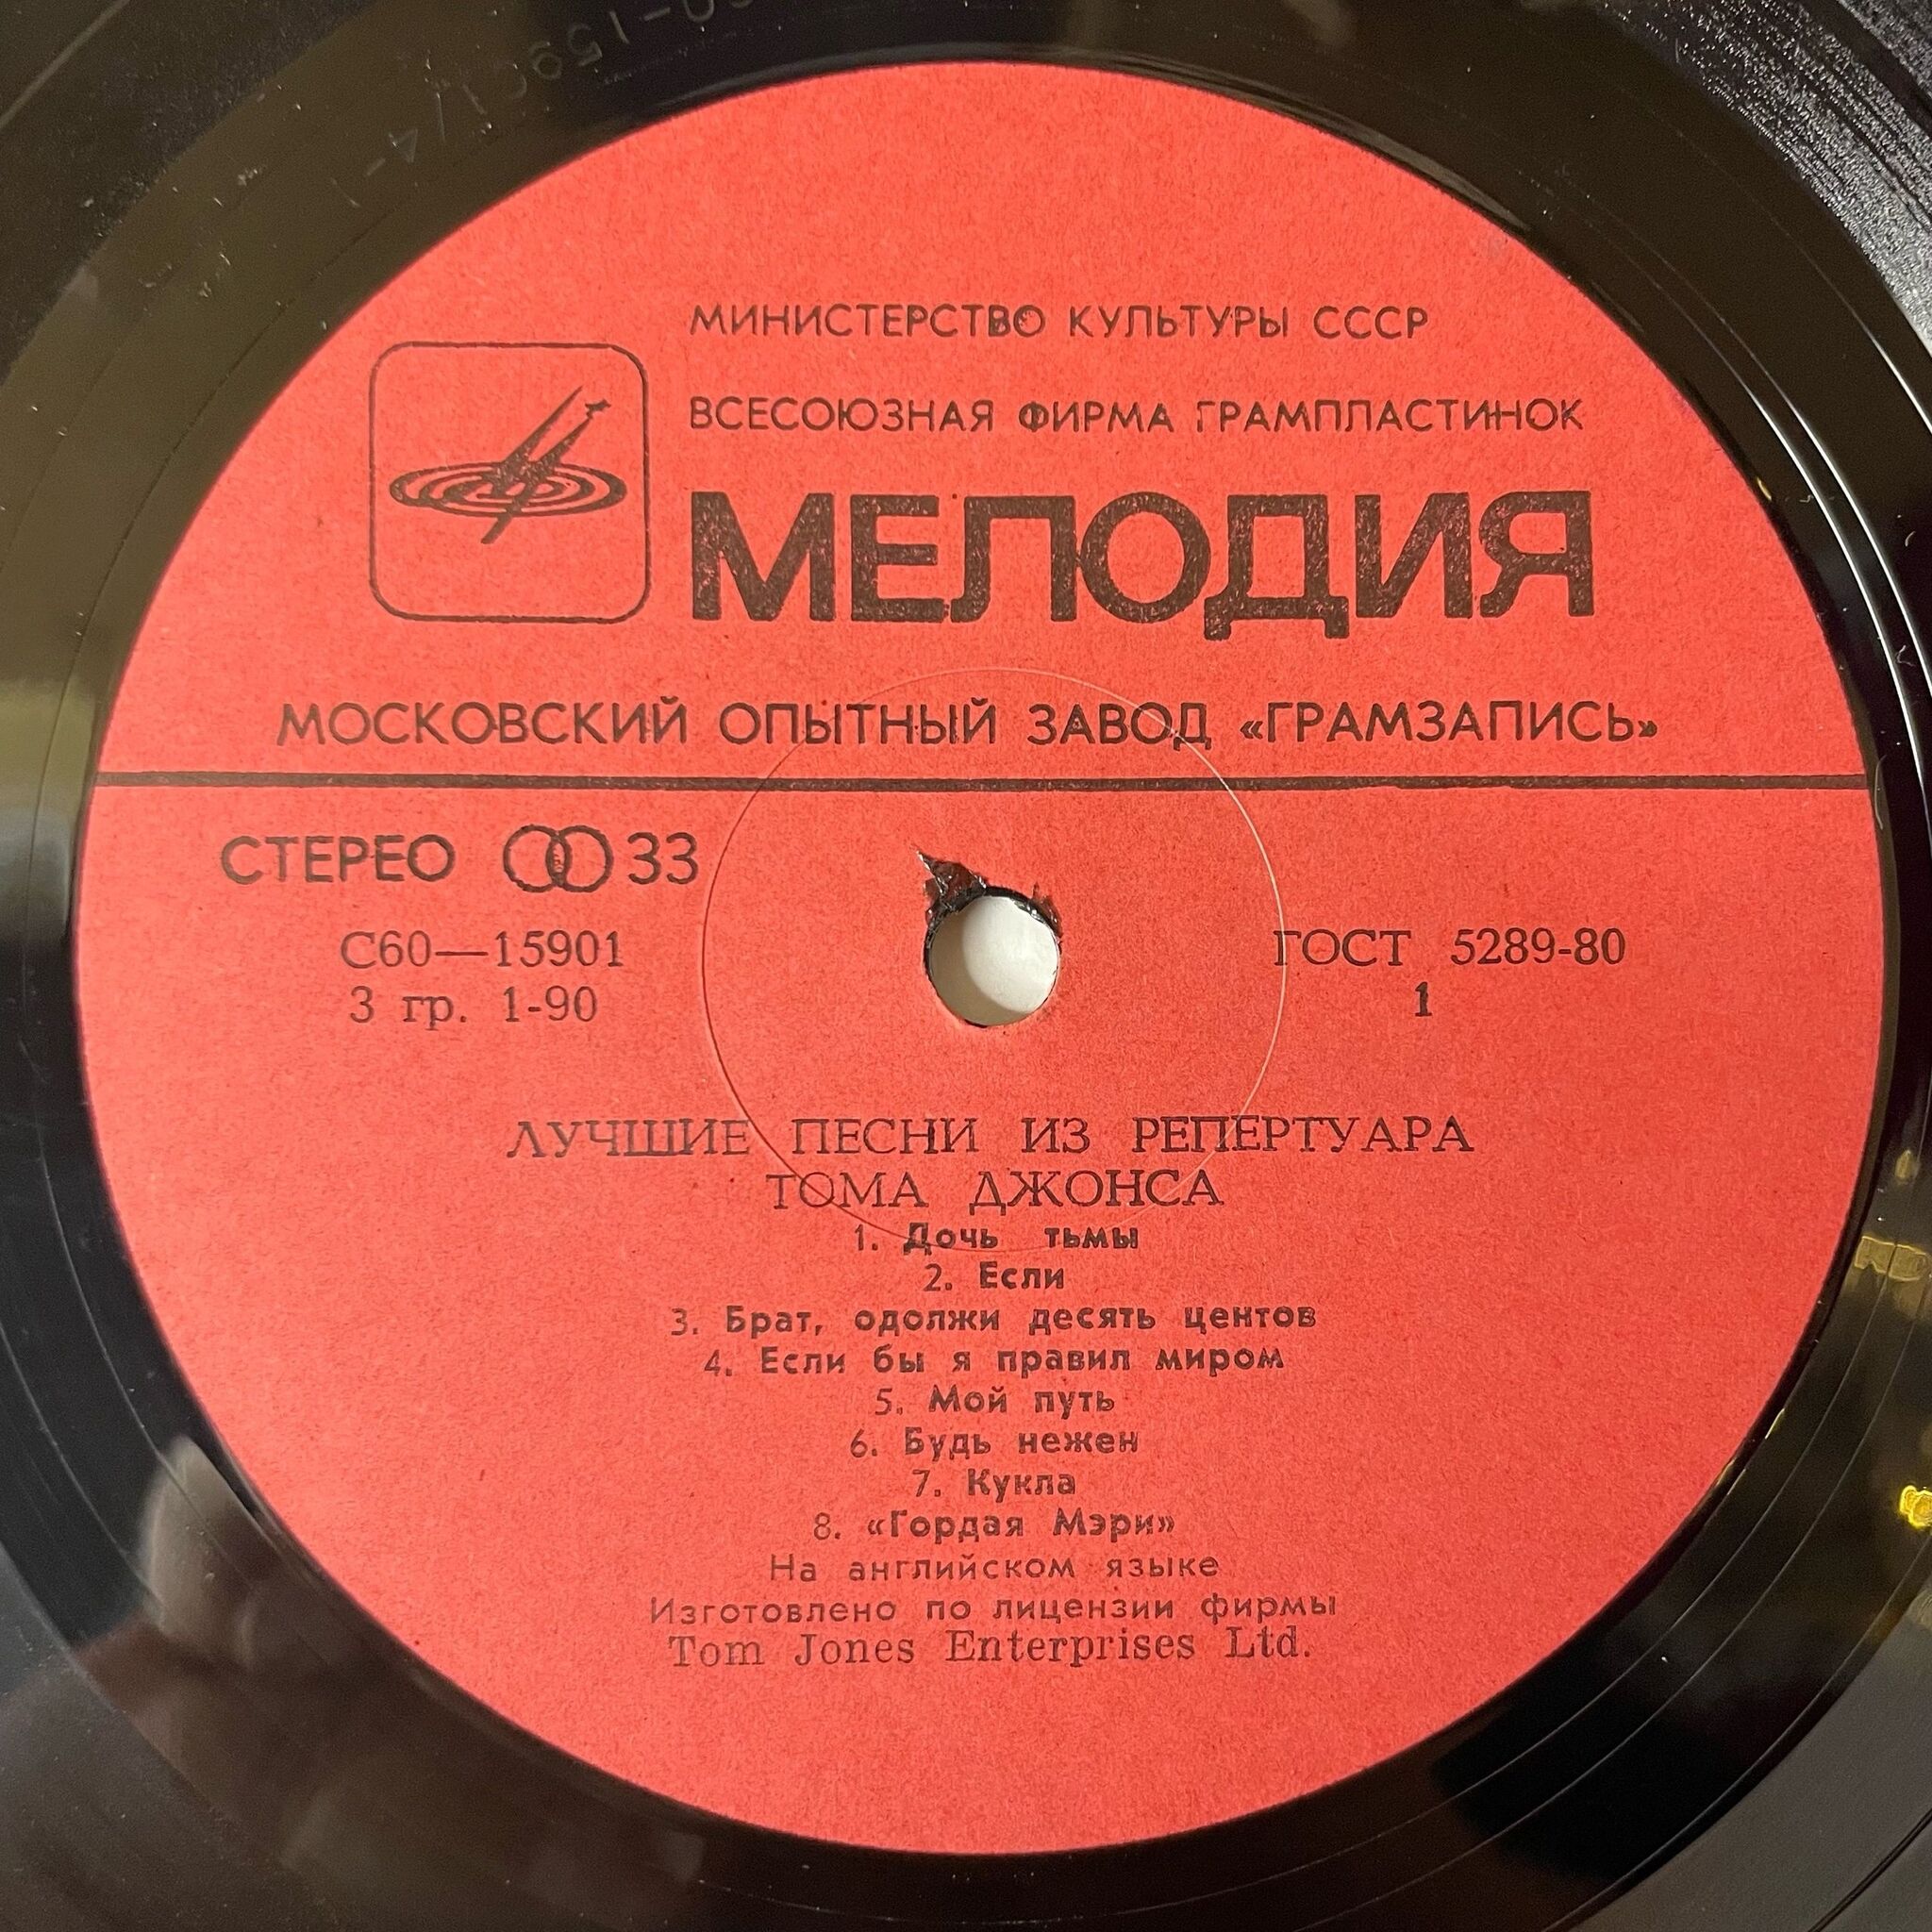 МИНИСТЕРСТВО КУЛЬТУРЫ СССР
ВСЕСОЮЗНАЯ ФИРМА ГРАМПЛАСТИНОК
МЕЛОДИЯ
МОСКОВСКИЙ ОПЫТНЫЙ ЗАВОД «ГРАМЗАПИСЬ»
СТЕРЕО 33
С60—15901
3 гр. 1-90
ГОСТ 5289-80
1
ЛУЧШИЕ ПЕСНИ ИЗ РЕПЕРТУАРА
ТОМА ДЖОНСА
1. Дочь тьмы
2. Если
3. Брат, одолжи десять центов
4. Если бы я правил миром
5. Мой путь
6. Будь нежен
7. Кукла
8. «Гордая Мэри»
На английском языке
Изготовлено по лицензии фирмы
Tom Jones Enterprises Ltd.